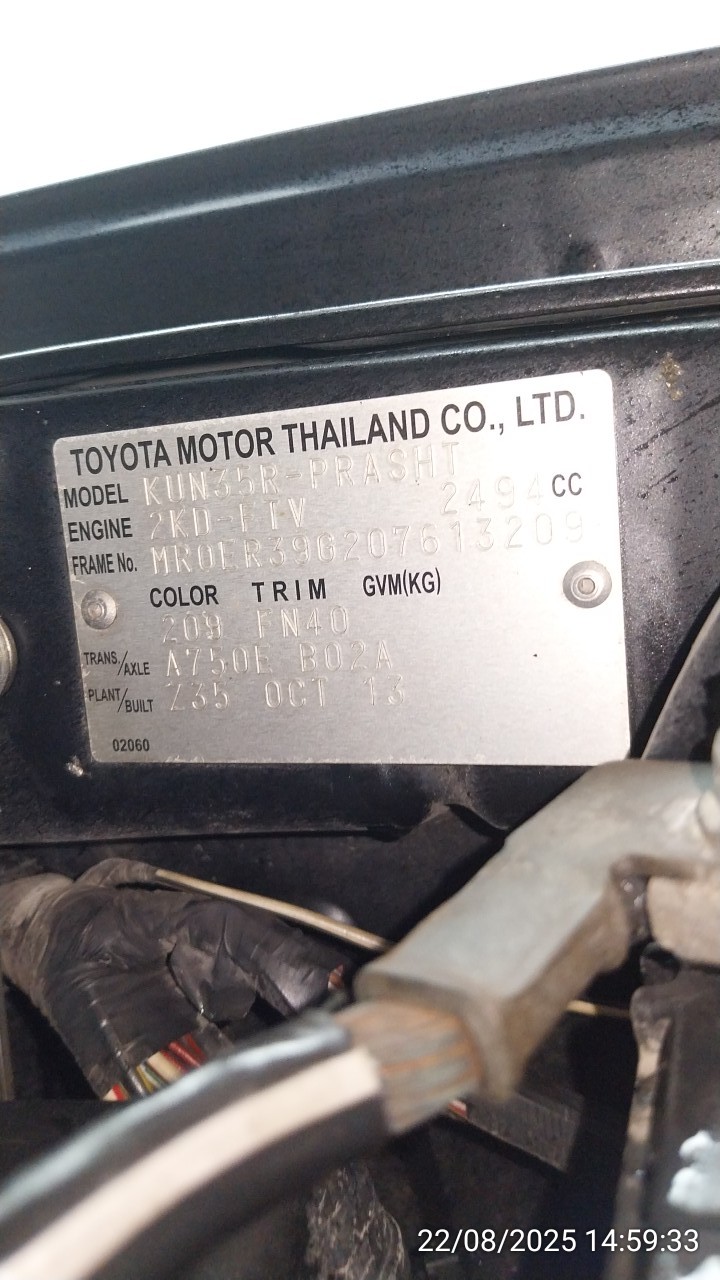 TOYOTA MOTOR THAILAND CO., LTD.
MODEL KUN35R-PRASHT
ENGINE 2KD-FTV 2494 CC
FRAME No. MR0ER39G207613209
COLOR TRIM GVM(KG)
209 FN40
TRANS./AXLE A750E B02A
PLANT/BUILT Z35 OCT 13
02060
22/08/2025 14:59:33